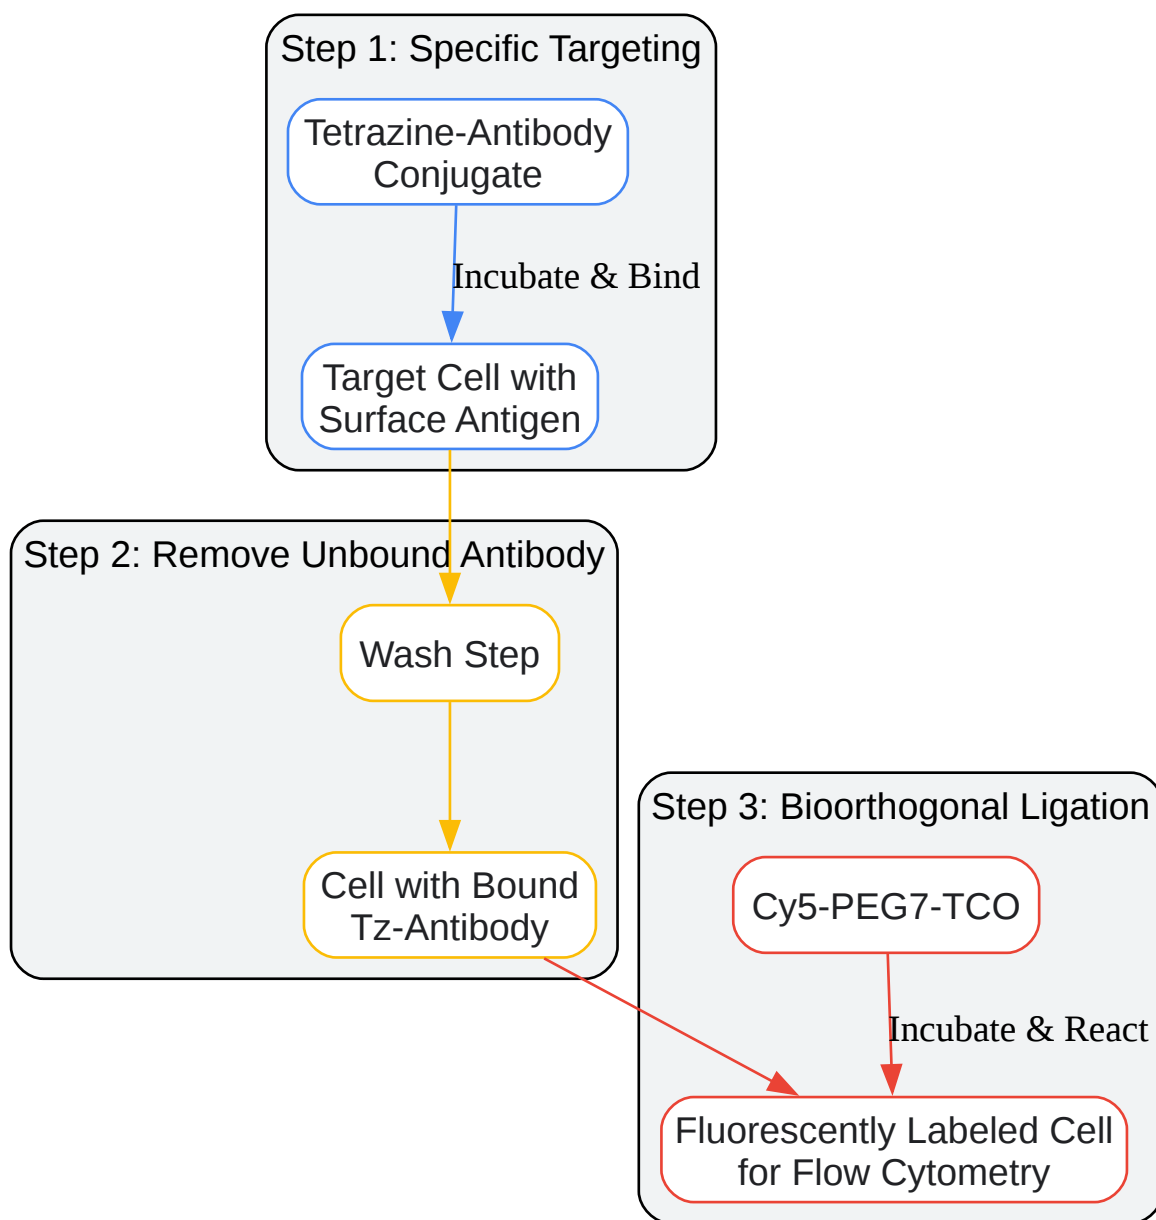 Step 1: Specific Targeting
Tetrazine-Antibody
Conjugate
Incubate & Bind
Target Cell with
Surface Antigen
Step 2: Remove Unbound Antibody
Wash Step
Cell with Bound
Tz-Antibody
Step 3: Bioorthogonal Ligation
Cy5-PEG7-TCO
Incubate & React
Fluorescently Labeled Cell
for Flow Cytometry